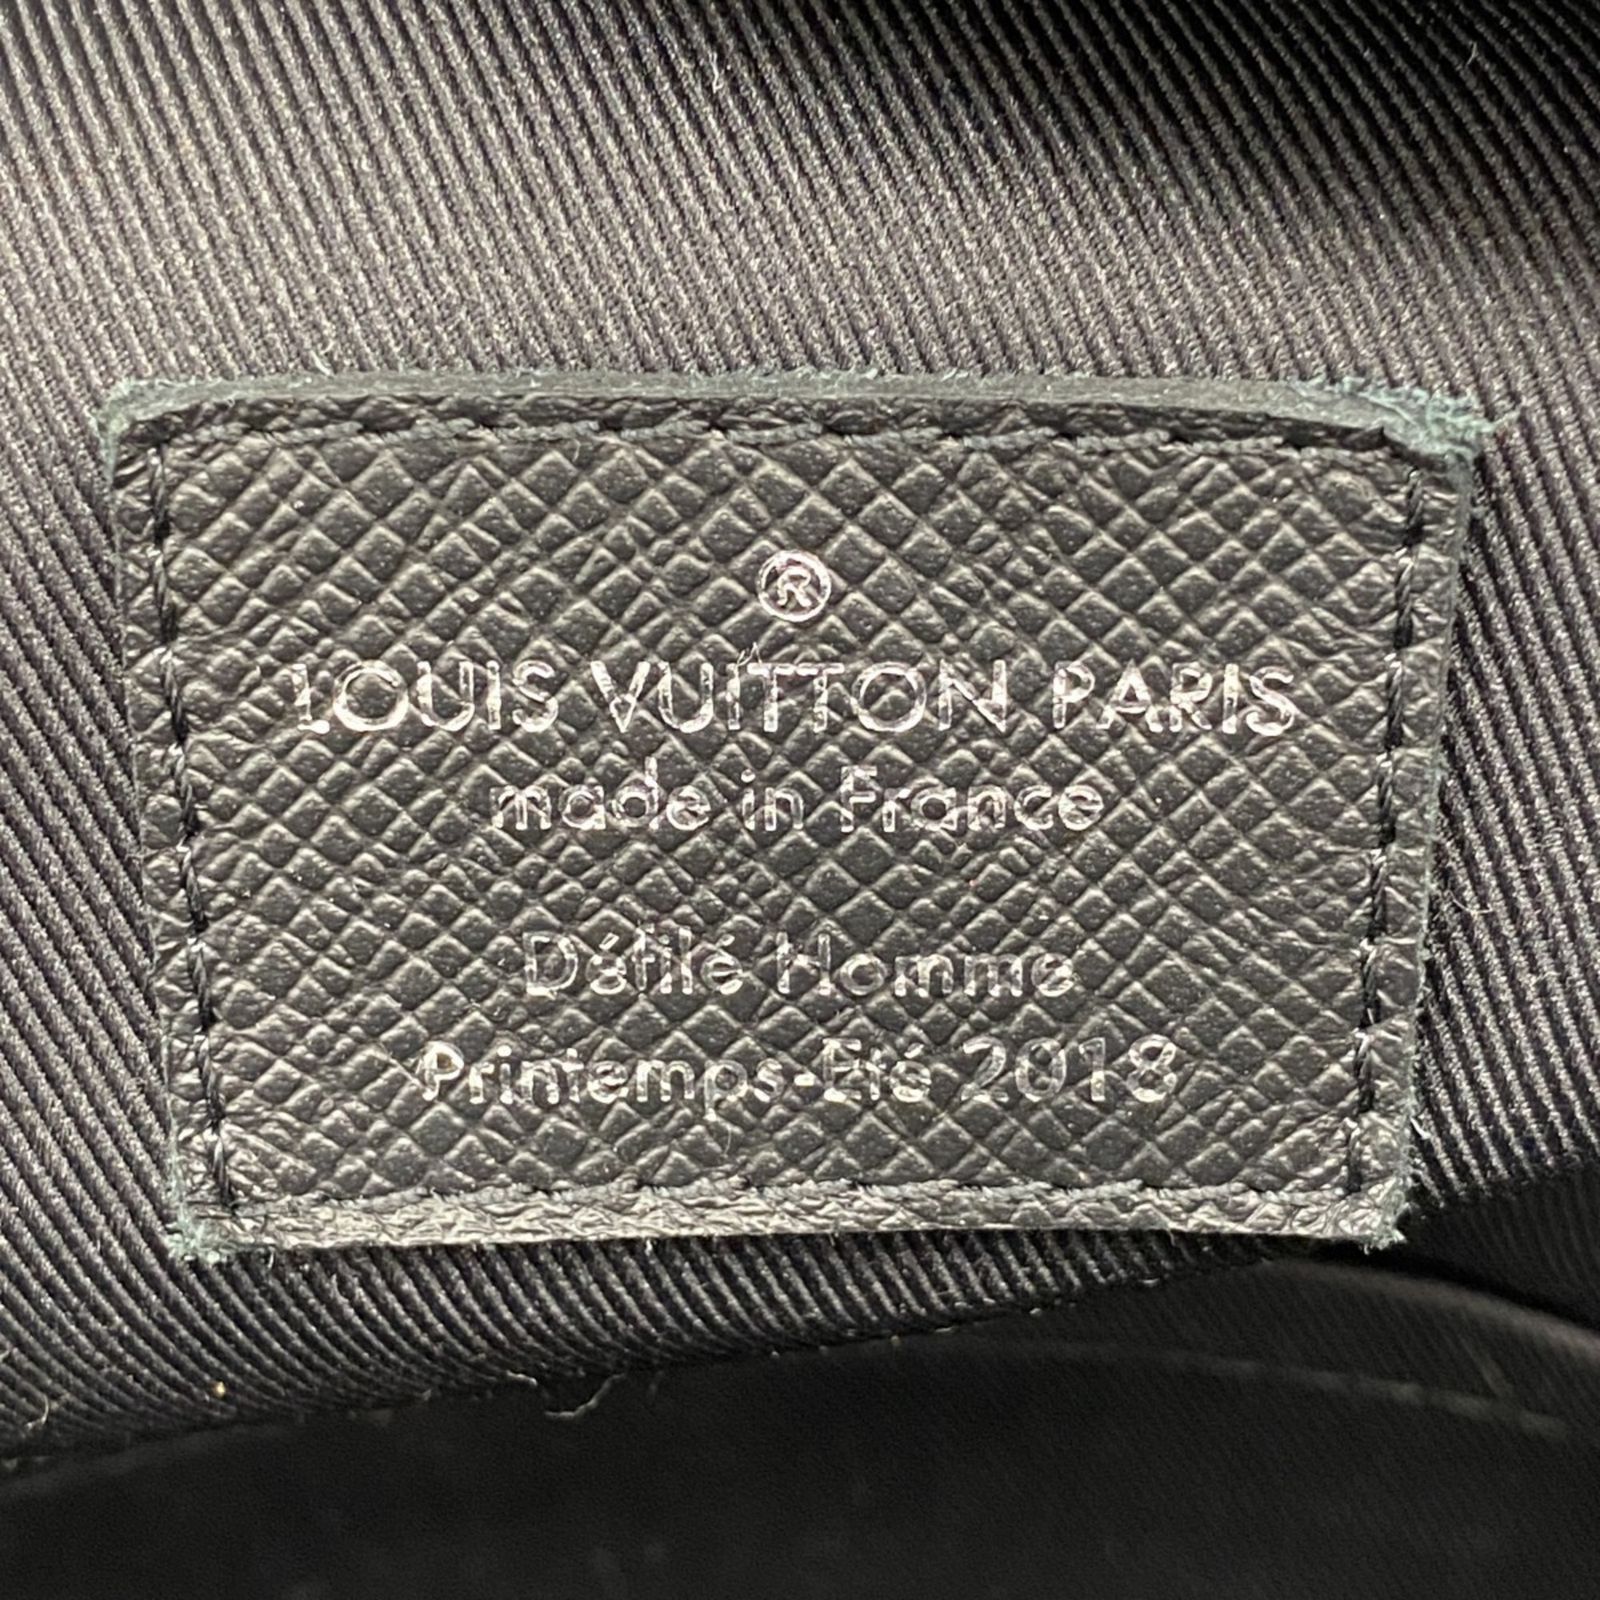 ®
LOUIS VUITTON PARIS
made in France
Défilé Homme
Printemps-Eté 2018